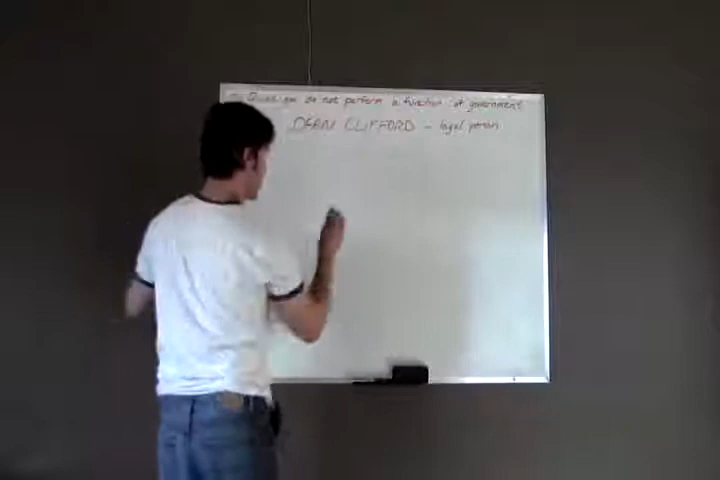 do not perform a function of government
DEAN CLIFFORD - legal person